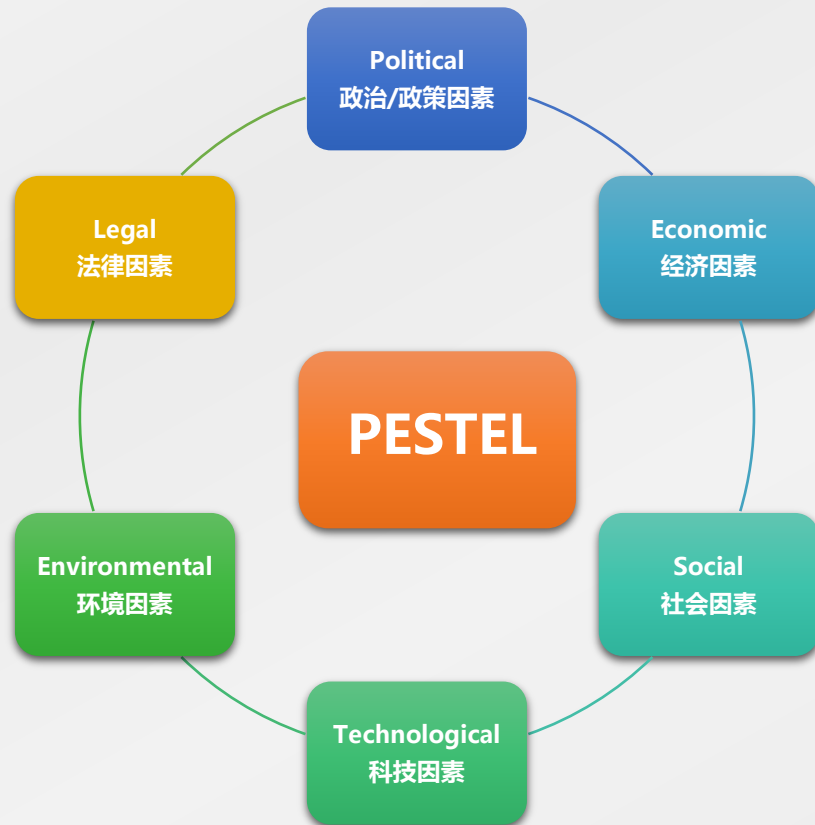 Political
政治/政策因素
Legal
法律因素
Economic
经济因素
PESTEL
Environmental
环境因素
Social
社会因素
Technological
科技因素